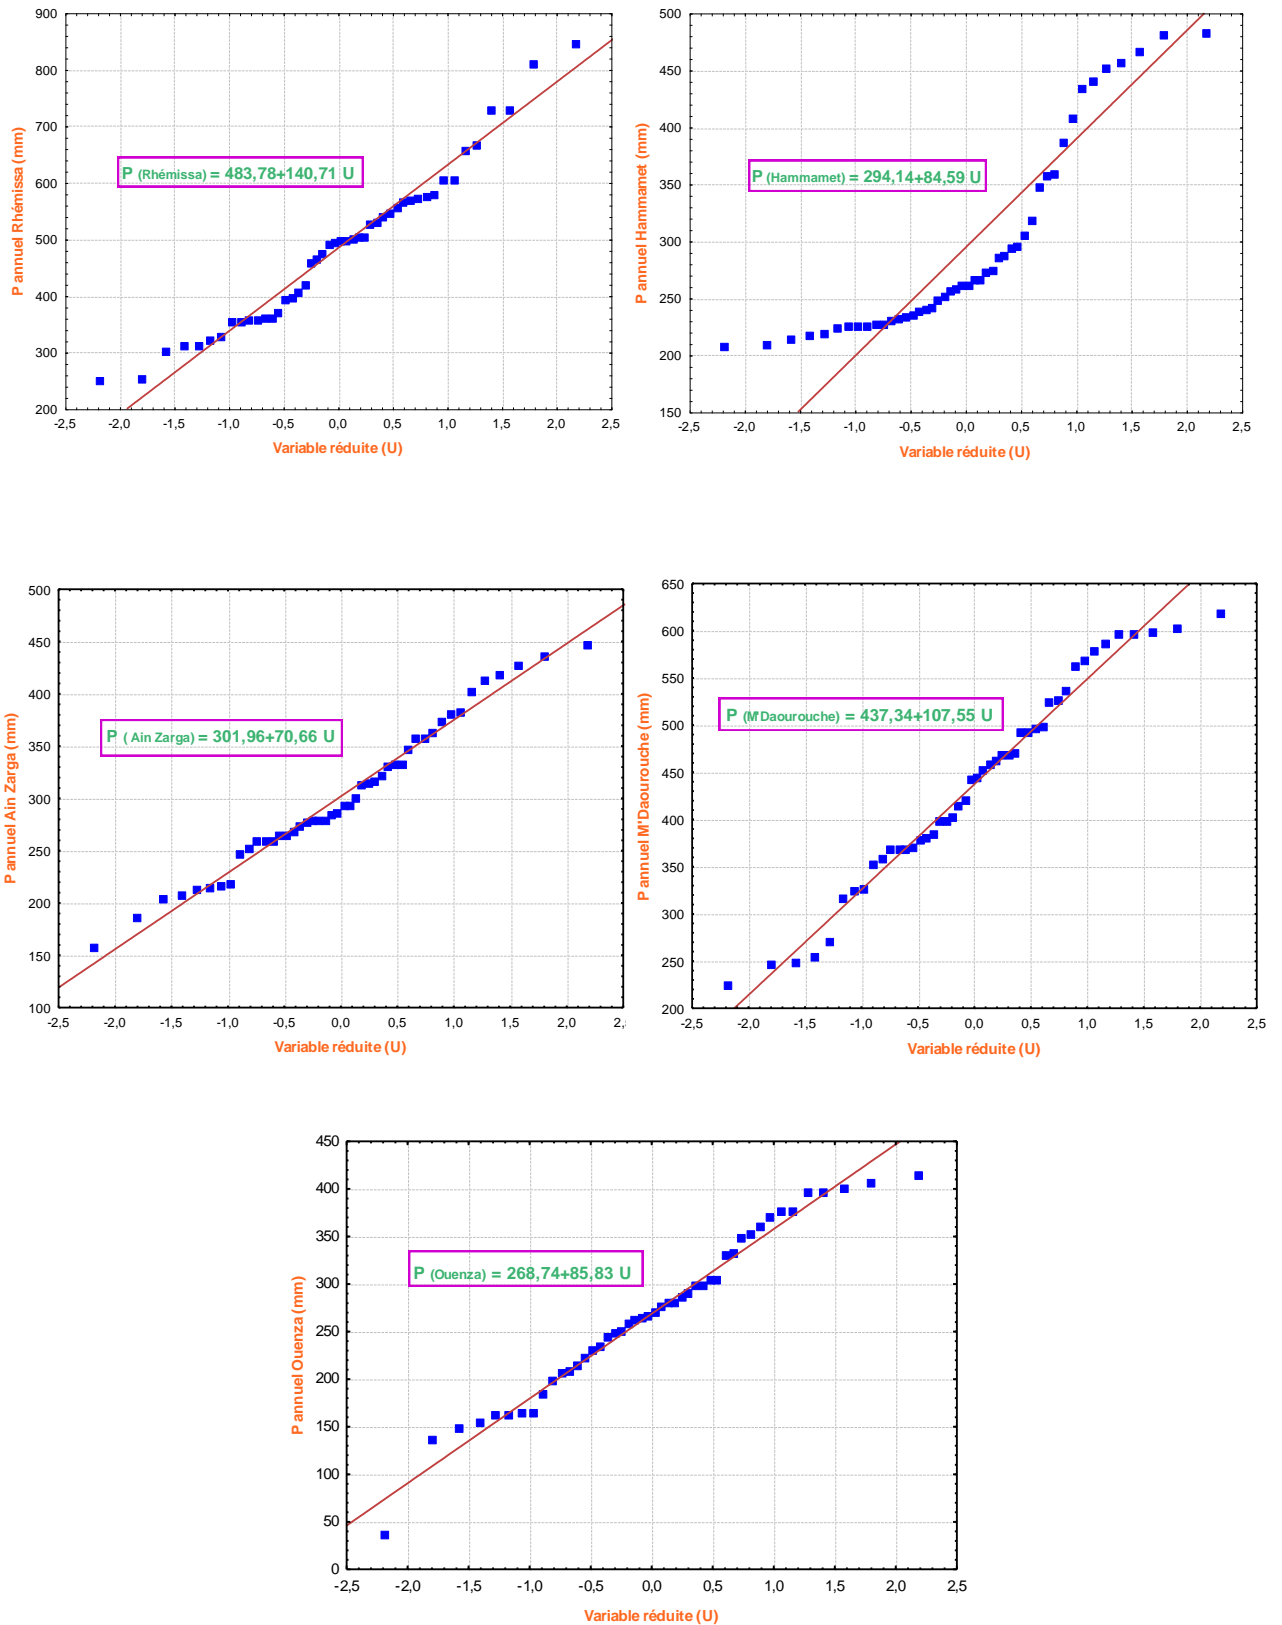 900
800
700
600
500
400
300
200
P annuel Rhémissa (mm)
P (Rhémissa) = 483,78+140,71 U
-2,5 -2,0 -1,5 -1,0 -0,5 0,0 0,5 1,0 1,5 2,0 2,5
Variable réduite (U)
500
450
400
350
300
250
200
150
P annuel Hammamet (mm)
P (Hammamet) = 294,14+84,59 U
-2,5 -2,0 -1,5 -1,0 -0,5 0,0 0,5 1,0 1,5 2,0 2,5
Variable réduite (U)
500
450
400
350
300
250
200
150
100
P annuel Ain Zarga (mm)
P ( Ain Zarga) = 301,96+70,66 U
-2,5 -2,0 -1,5 -1,0 -0,5 0,0 0,5 1,0 1,5 2,0 2,
Variable réduite (U)
650
600
550
500
450
400
350
300
250
200
P annuel M'Daourouche (mm)
P (M'Daourouche) = 437,34+107,55 U
-2,5 -2,0 -1,5 -1,0 -0,5 0,0 0,5 1,0 1,5 2,0 2,5
Variable réduite (U)
450
400
350
300
250
200
150
100
50
0
P annuel Ouenza (mm)
P (Ouenza) = 268,74+85,83 U
-2,5 -2,0 -1,5 -1,0 -0,5 0,0 0,5 1,0 1,5 2,0 2,5
Variable réduite (U)